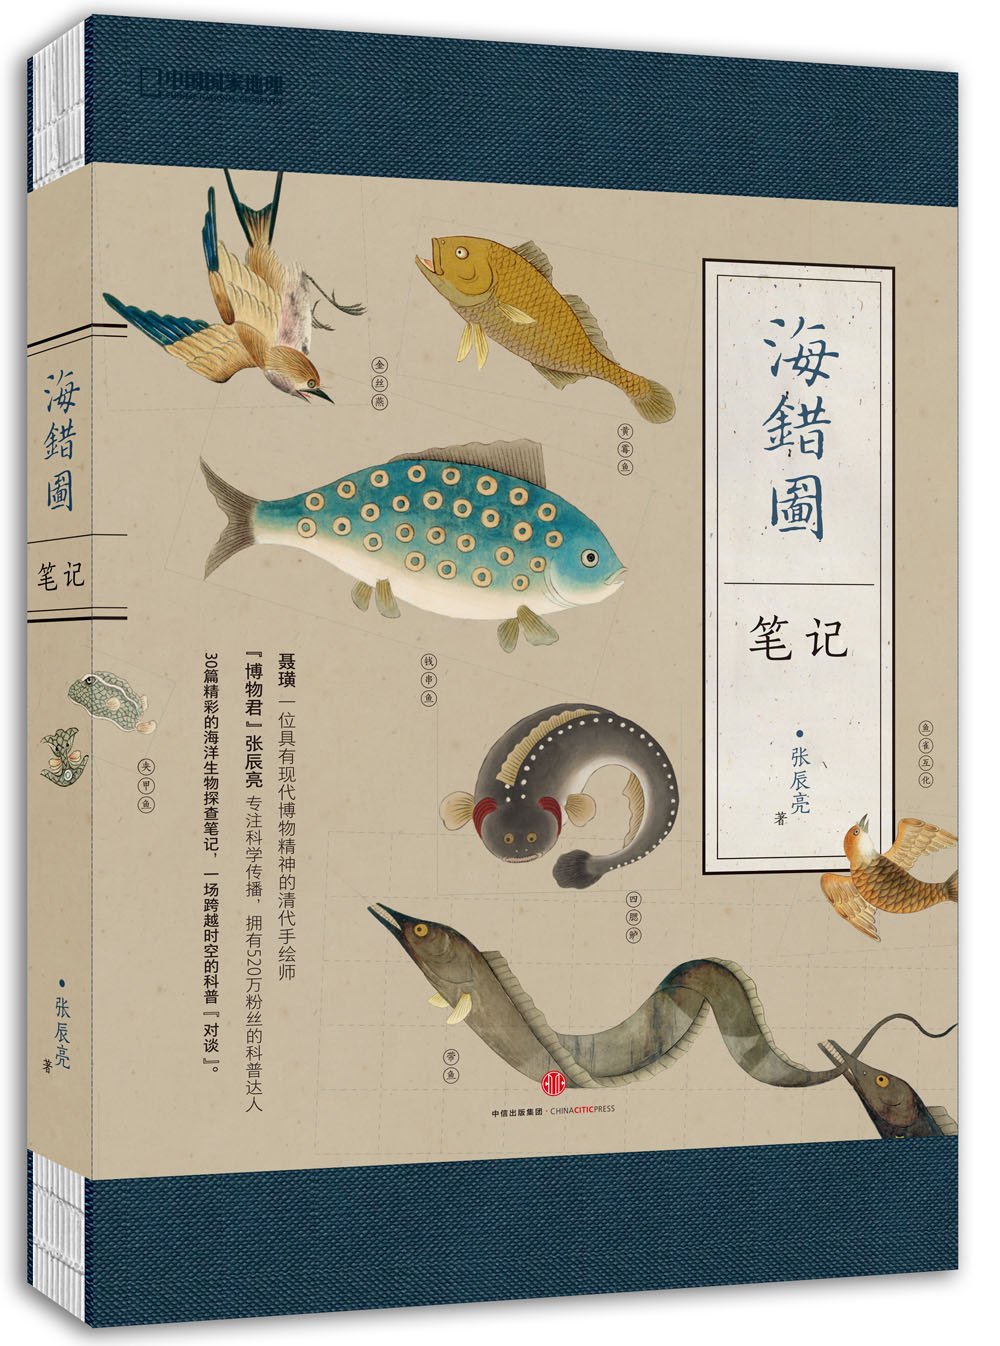 中国国家地理
海錯圖
笔记
张辰亮
著
金丝燕
黄霉鱼
海錯圖
笔记
• 张辰亮
著
钱串鱼
夹甲鱼
鱼雀互化
四腮鲈
带鱼
聂璜 一位具有现代博物精神的清代手绘师
『博物君』张辰亮 专注科学传播，拥有520万粉丝的科普达人
30篇精彩的海洋生物探查笔记，一场跨越时空的科普『对谈』。
中信出版集团·CHINACITICPRESS